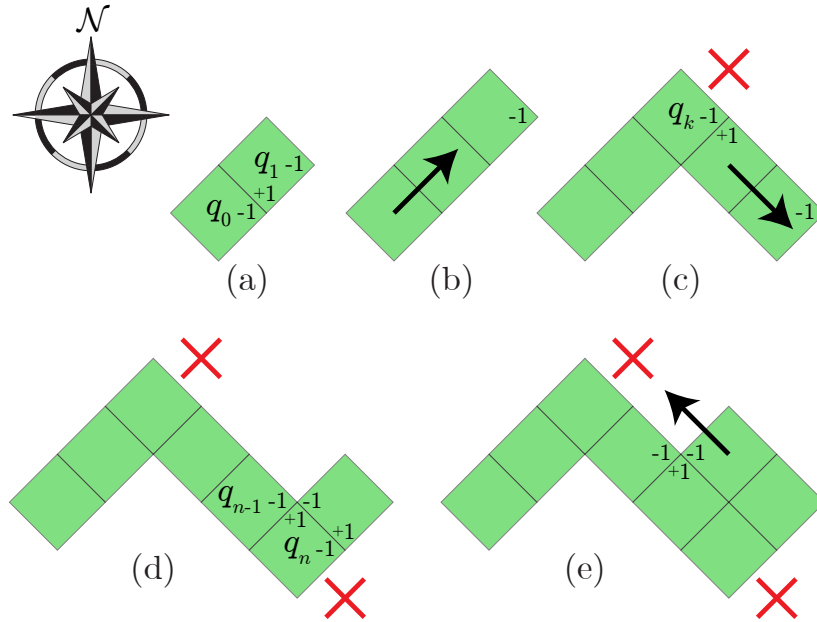 𝒩
q₁ -1
+1
q₀ -1
(a)
-1
(b)
qₖ -1
+1
-1
(c)
qₙ₋₁ -1 -1
+1 +1
qₙ -1
(d)
-1 -1
+1
(e)